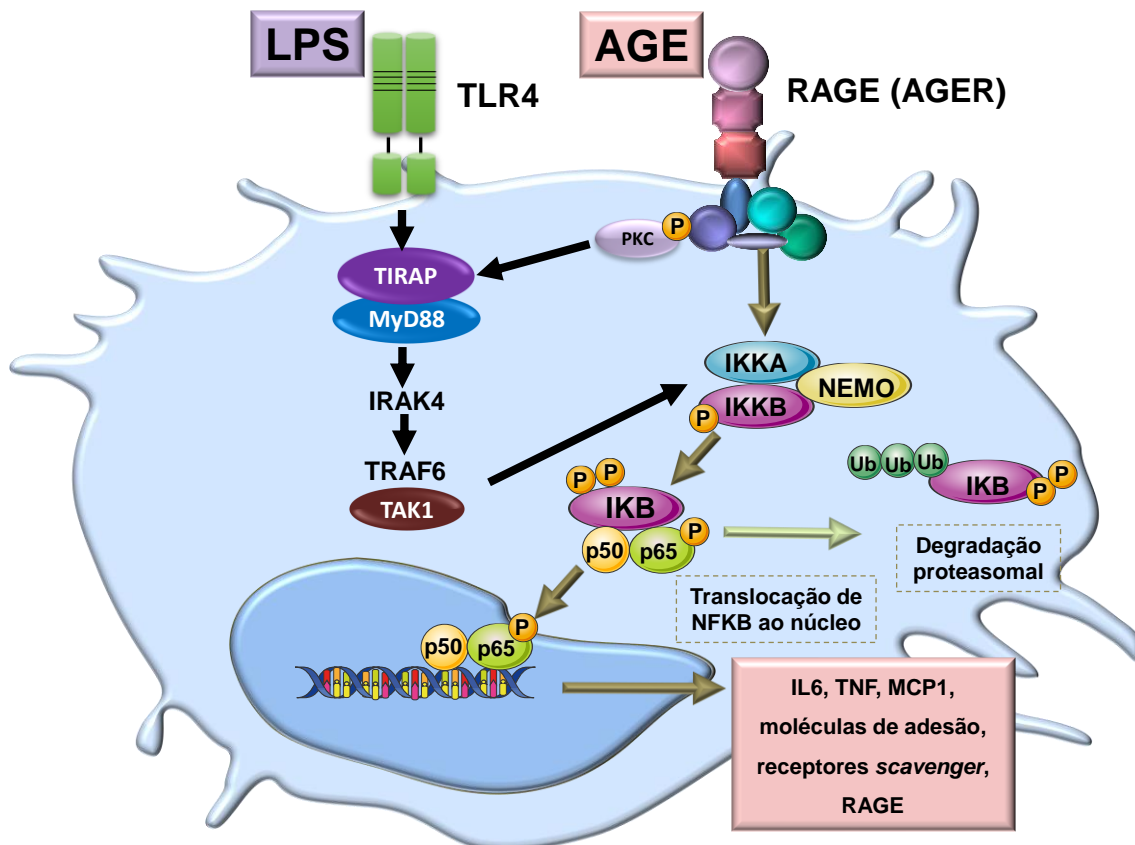 LPS
AGE
TLR4
RAGE (AGER)
PKC
P
TIRAP
MyD88
IRAK4
TRAF6
TAK1
IKKA
NEMO
IKKB
P
P
P
IKB
p50
p65
P
Ub
Ub
Ub
IKB
P
P
Degradação
proteasomal
Translocação de
NFKB ao núcleo
p50
p65
P
IL6, TNF, MCP1,
moléculas de adesão,
receptores scavenger,
RAGE